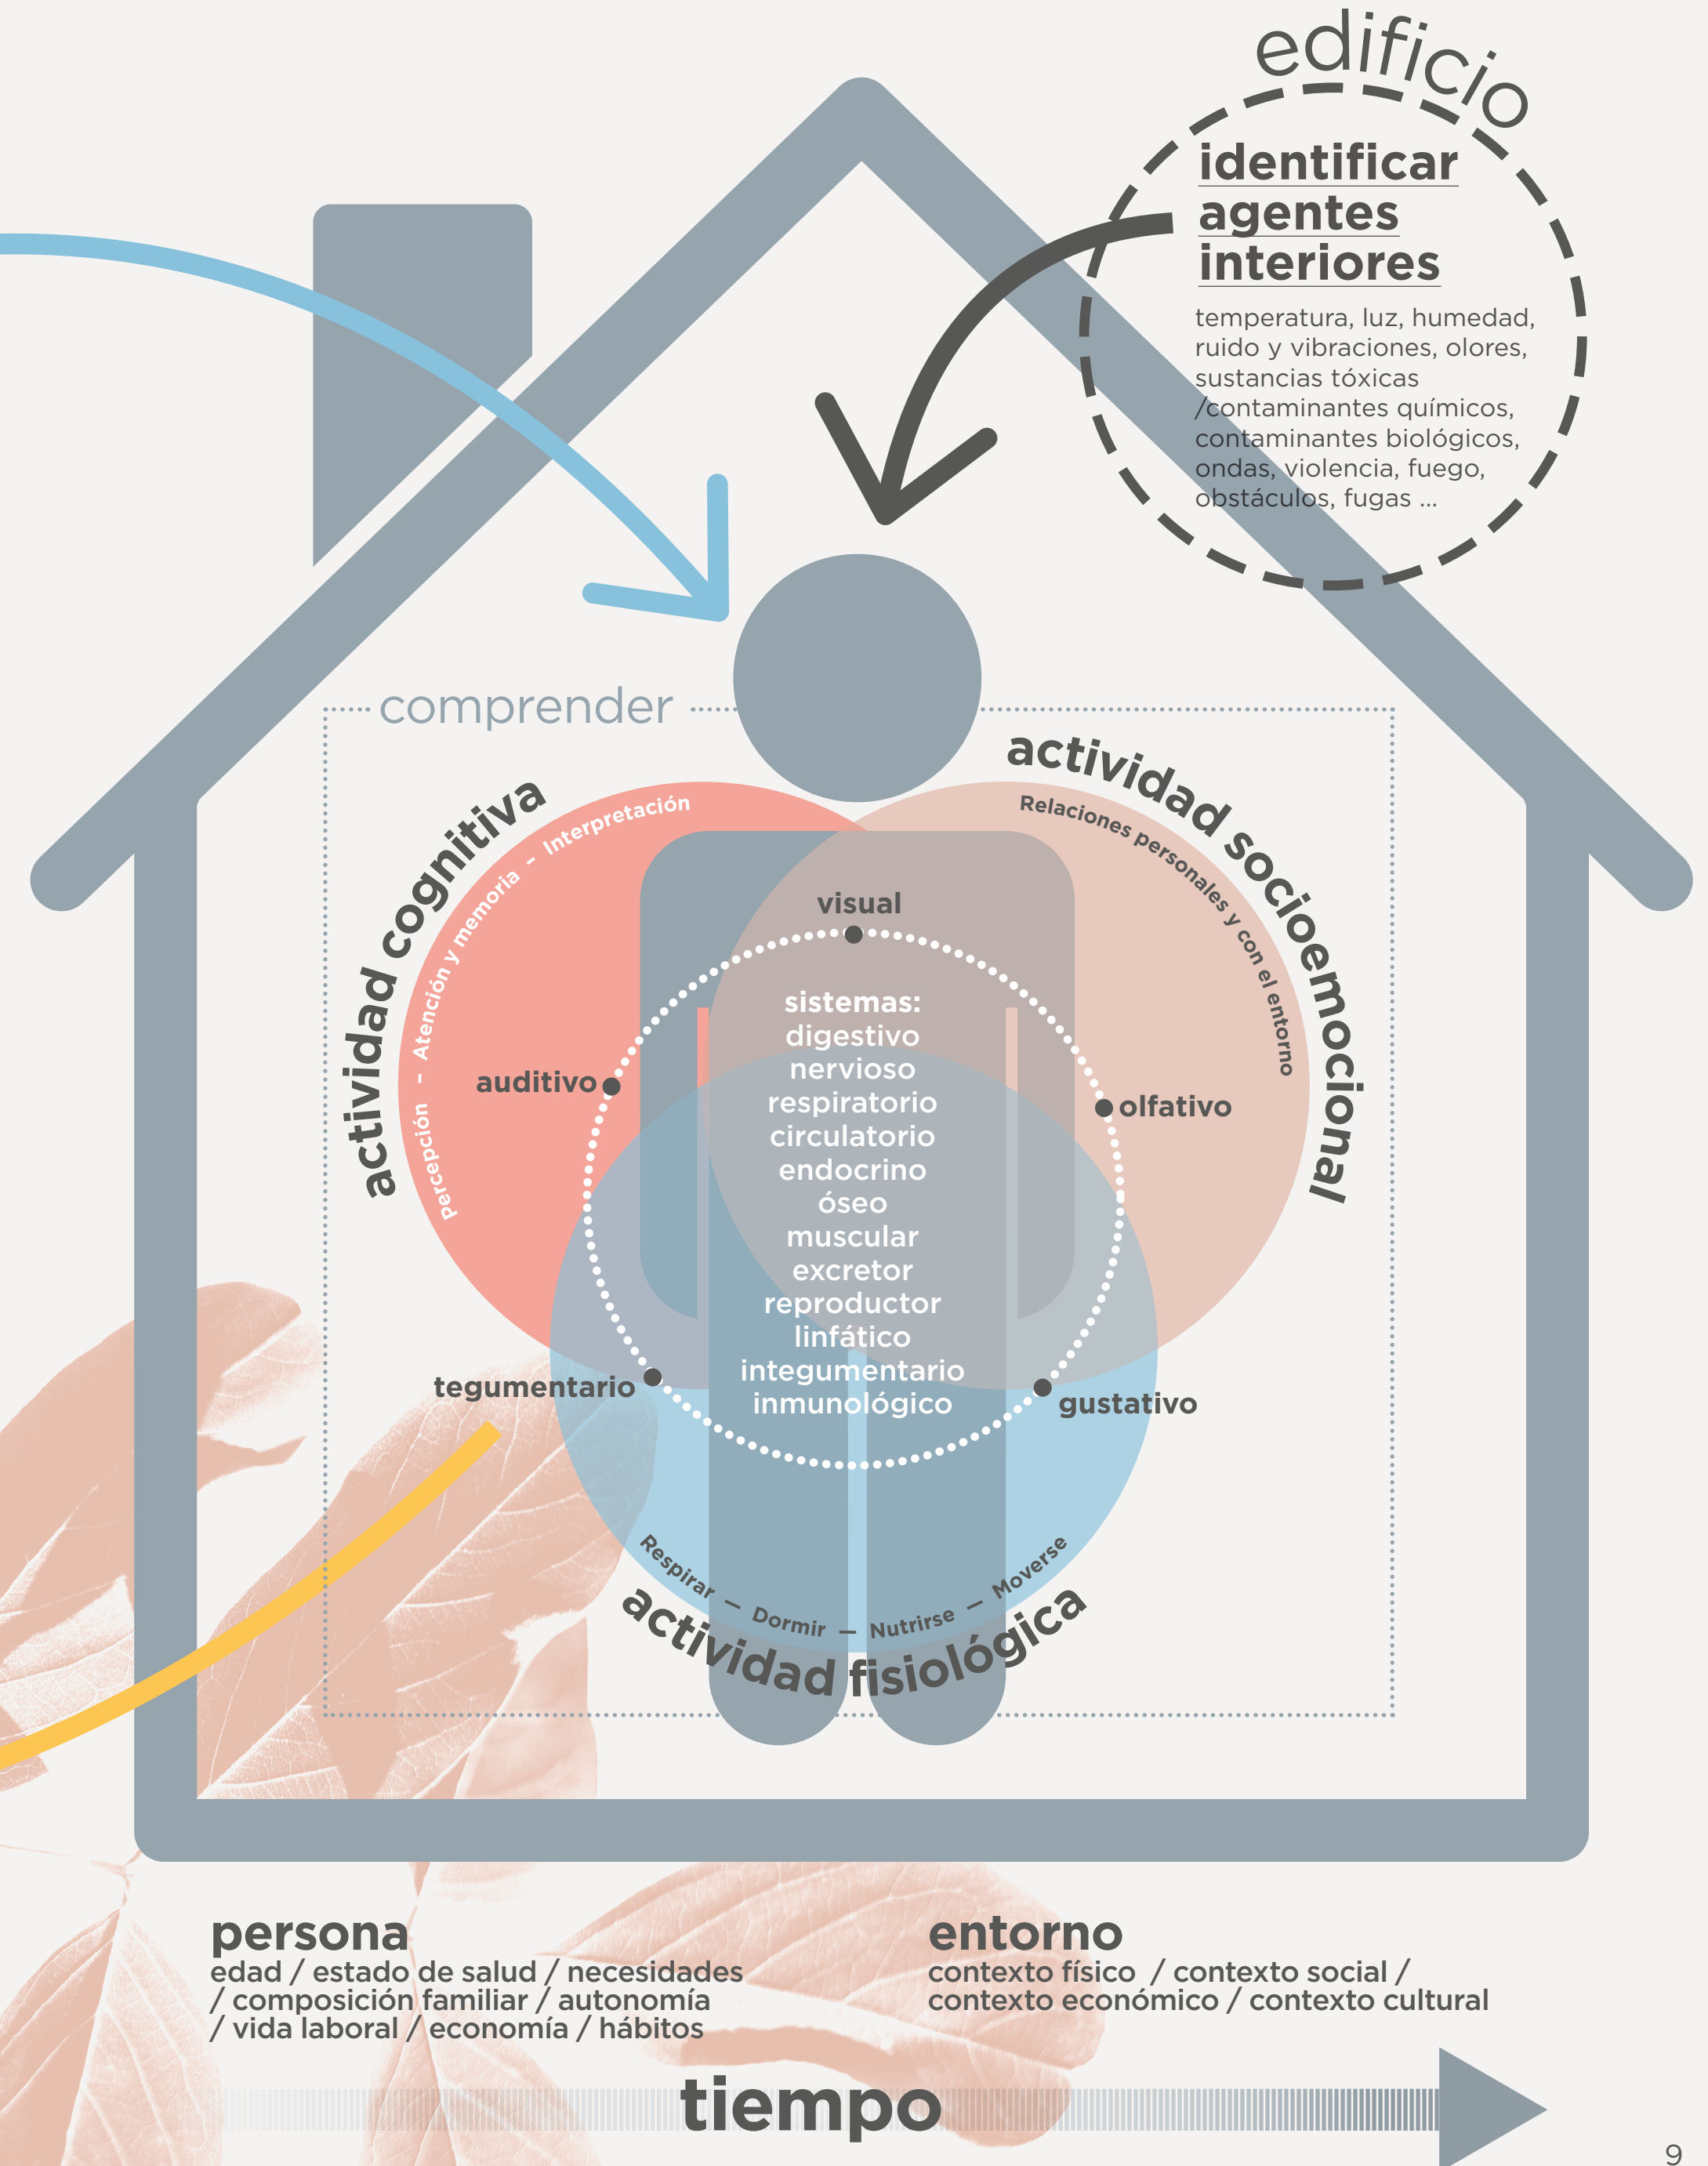 edificio
identificar
agentes
interiores
temperatura, luz, humedad,
ruido y vibraciones, olores,
sustancias tóxicas
/contaminantes químicos,
contaminantes biológicos,
ondas, violencia, fuego,
obstáculos, fugas ...
comprender
actividad cognitiva
Percepción – Atención y memoria – Interpretación
actividad socioemocional
Relaciones personales y con el entorno
visual
auditivo
olfativo
tegumentario
gustativo
sistemas:
digestivo
nervioso
respiratorio
circulatorio
endocrino
óseo
muscular
excretor
reproductor
linfático
integumentario
inmunológico
Respirar — Dormir — Nutrirse — Moverse
actividad fisiológica
persona
edad / estado de salud / necesidades
/ composición familiar / autonomía
/ vida laboral / economía / hábitos
entorno
contexto físico / contexto social /
contexto económico / contexto cultural
tiempo
9